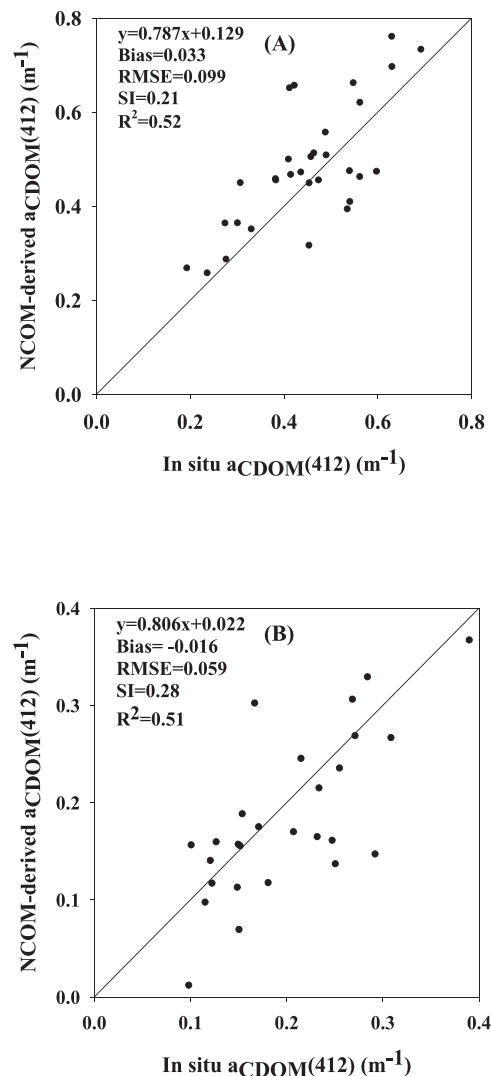 0.8
y=0.787x+0.129
(A)
Bias=0.033
RMSE=0.099
SI=0.21
R²=0.52
0.6
0.4
0.2
0.0
NCOM-derived aCDOM(412) (m⁻¹)
0.0 0.2 0.4 0.6 0.8
In situ aCDOM(412) (m⁻¹)
0.4
y=0.806x+0.022
(B)
Bias= -0.016
RMSE=0.059
SI=0.28
R²=0.51
0.3
0.2
0.1
0.0
NCOM-derived aCDOM(412) (m⁻¹)
0.0 0.1 0.2 0.3 0.4
In situ aCDOM(412) (m⁻¹)